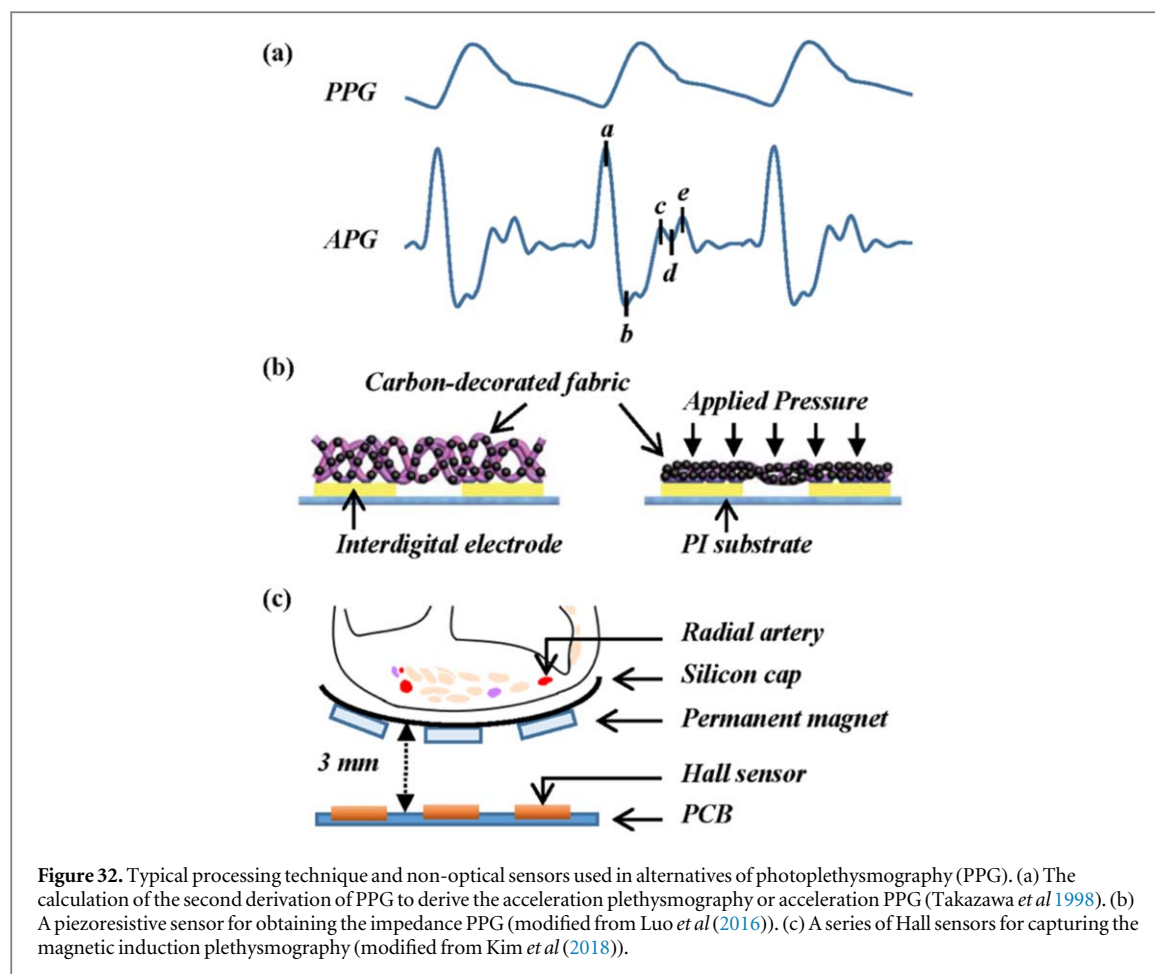 (a)
PPG
a
c
e
APG
d
b
(b)
Carbon-decorated fabric
Applied Pressure
Interdigital electrode
PI substrate
(c)
Radial artery
Silicon cap
Permanent magnet
3 mm
Hall sensor
PCB
Figure 32. Typical processing technique and non-optical sensors used in alternatives of photoplethysmography (PPG). (a) The
calculation of the second derivation of PPG to derive the acceleration plethysmography or acceleration PPG (Takazawa et al 1998). (b)
A piezoresistive sensor for obtaining the impedance PPG (modified from Luo et al (2016)). (c) A series of Hall sensors for capturing the
magnetic induction plethysmography (modified from Kim et al (2018)).